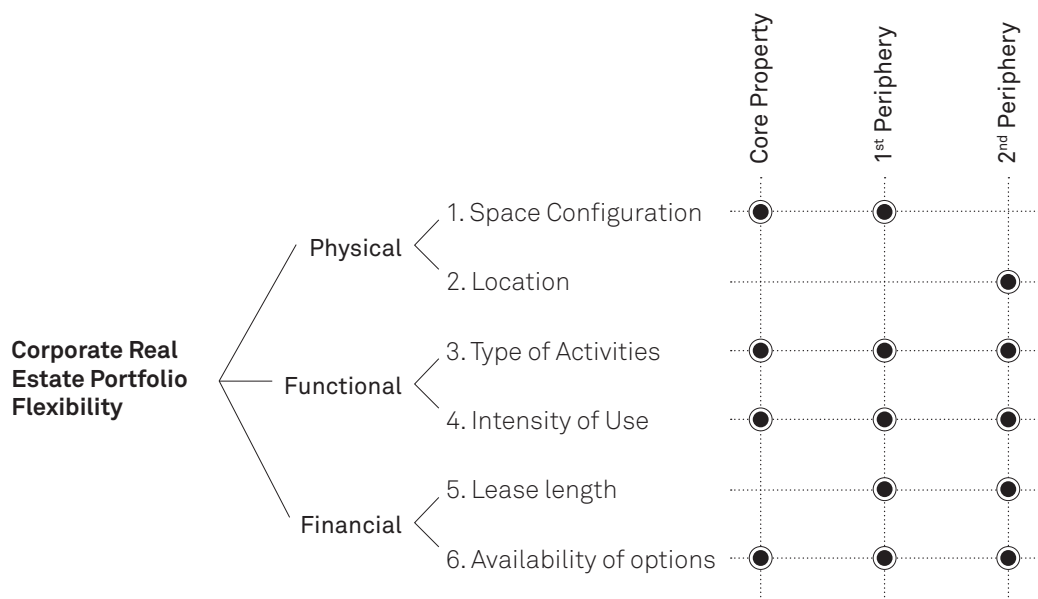 Core Property
1st Periphery
2nd Periphery
1. Space Configuration
Physical
2. Location
Corporate Real
Estate Portfolio
Flexibility
3. Type of Activities
Functional
4. Intensity of Use
5. Lease length
Financial
6. Availability of options